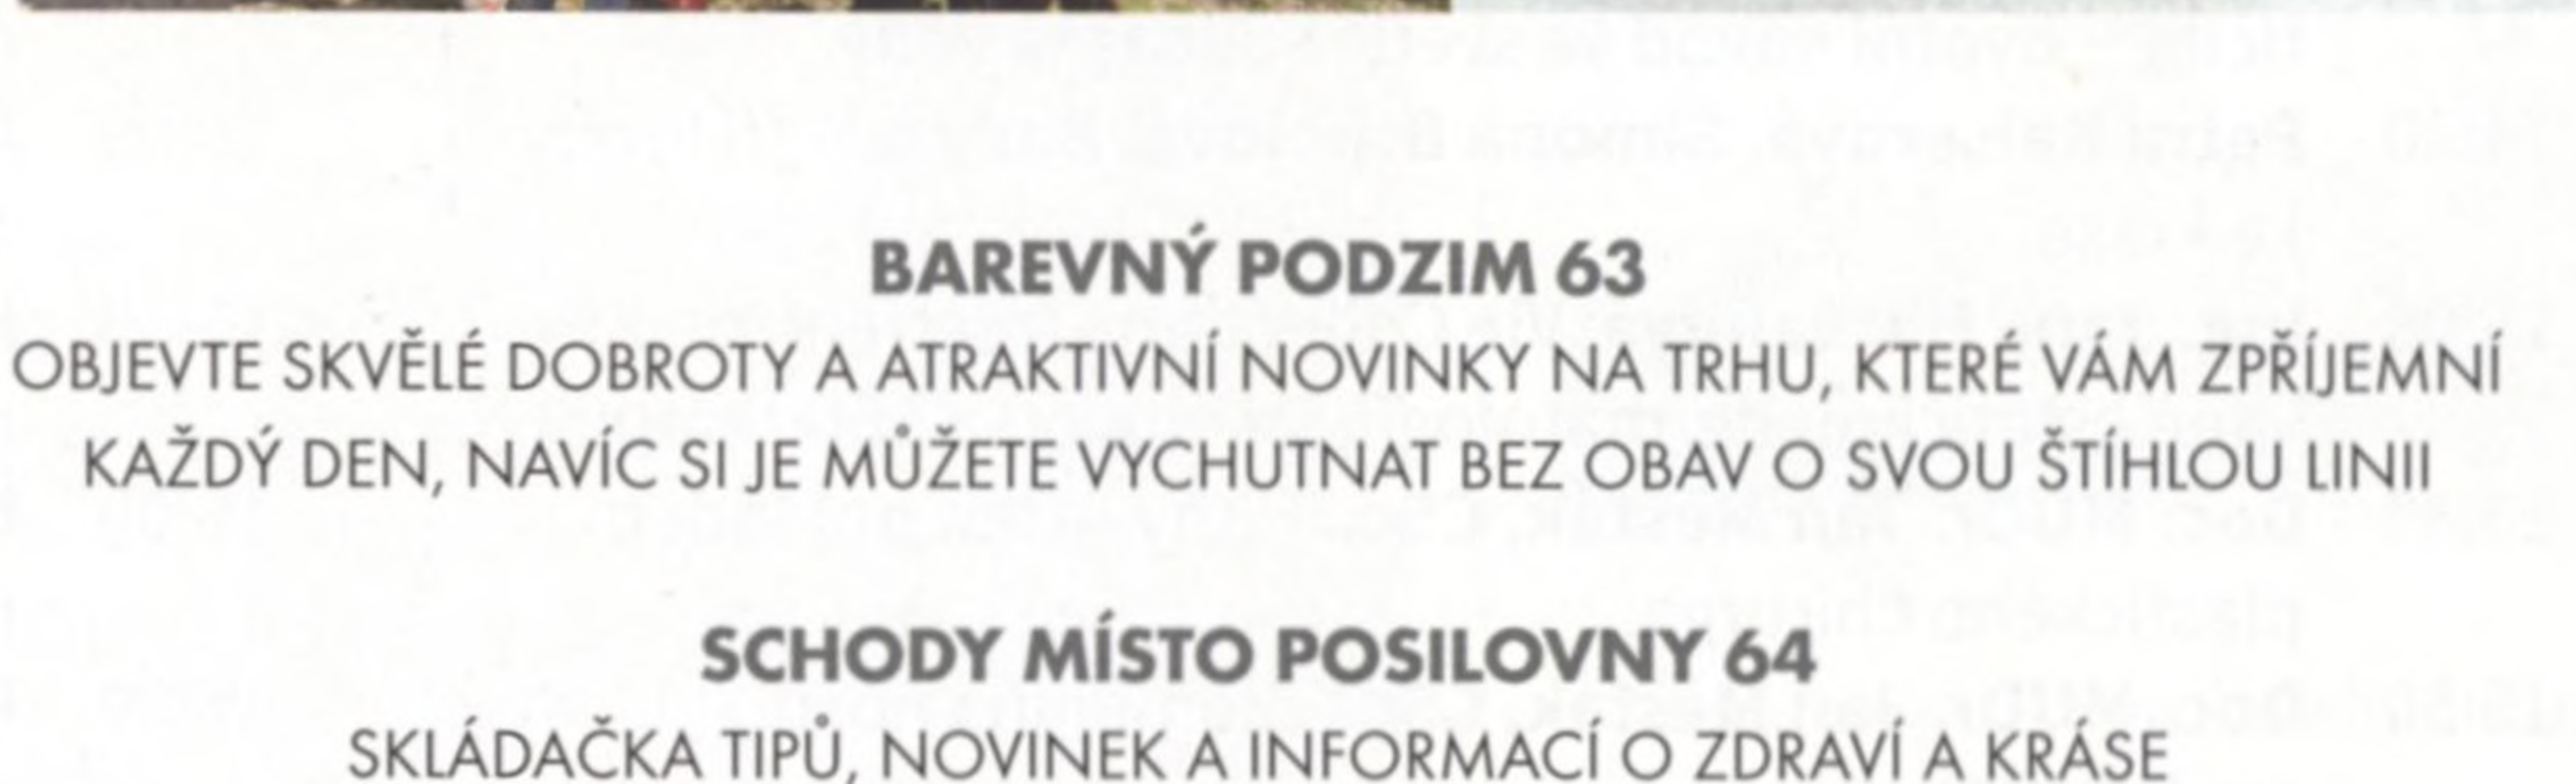 BAREVNÝ PODZIM 63
OBJEVTE SKVĚLÉ DOBROTY A ATRAKTIVNÍ NOVINKY NA TRHU, KTERÉ VÁM ZPŘÍJEMNÍ
KAŽDÝ DEN, NAVÍC SI JE MŮŽETE VYCHUTNAT BEZ OBAV O SVOU ŠTÍHLOU LINII
SCHODY MÍSTO POSILOVNY 64
SKLÁDAČKA TIPŮ, NOVINEK A INFORMACÍ O ZDRAVÍ A KRÁSE